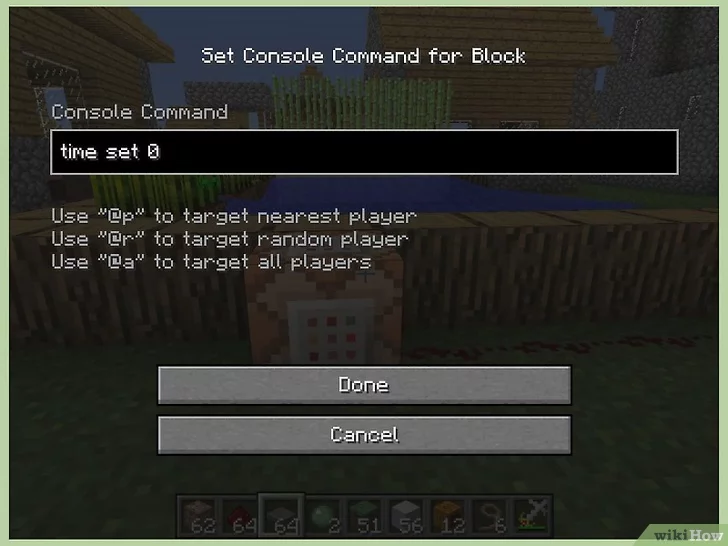 Set Console Command for Block
Console Command
time set 0
Use "@p" to target nearest player
Use "@r" to target random player
Use "@a" to target all players
Done
Cancel
62 64 64 2 51 56 12 6
wikiHow